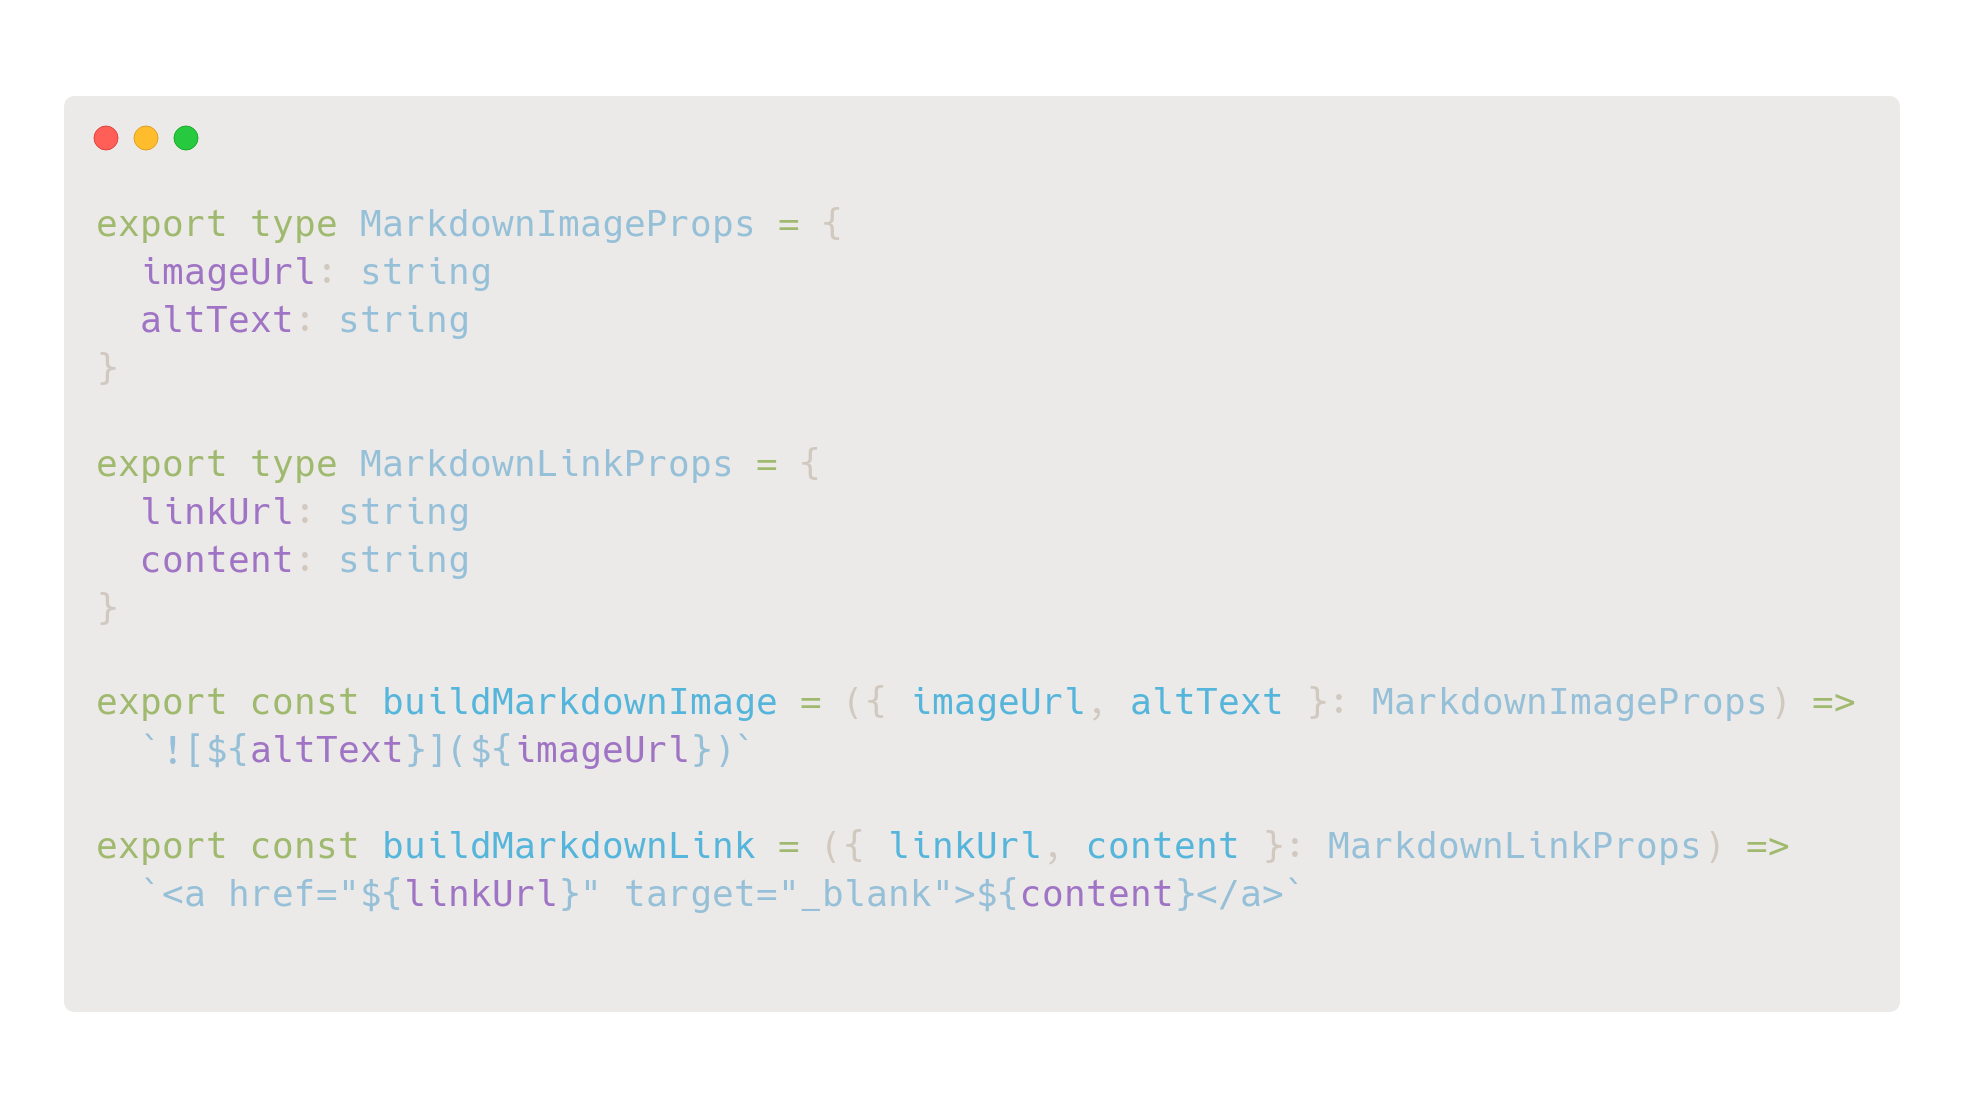 export type MarkdownImageProps = {
  imageUrl: string
  altText: string
}

export type MarkdownLinkProps = {
  linkUrl: string
  content: string
}

export const buildMarkdownImage = ({ imageUrl, altText }: MarkdownImageProps) =>
  `![${altText}](${imageUrl})`

export const buildMarkdownLink = ({ linkUrl, content }: MarkdownLinkProps) =>
  `<a href="${linkUrl}" target="_blank">${content}</a>`